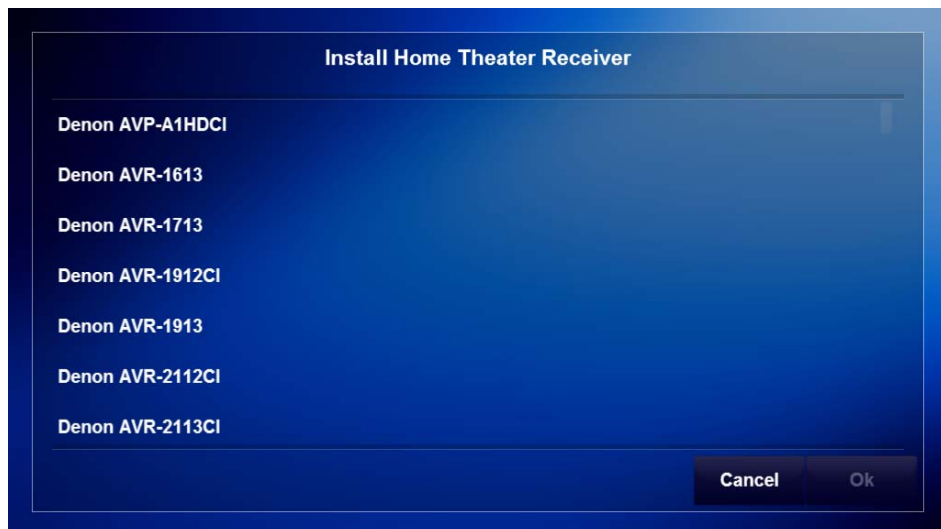 Install Home Theater Receiver
Denon AVP-A1HDCI
Denon AVR-1613
Denon AVR-1713
Denon AVR-1912CI
Denon AVR-1913
Denon AVR-2112CI
Denon AVR-2113CI
Cancel Ok